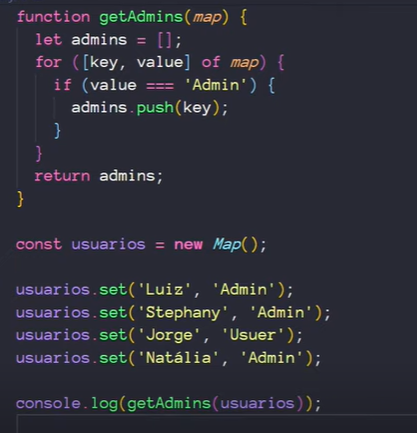 function getAdmins(map) {
let admins = [];
for ([key, value] of map) {
if (value === 'Admin') {
admins.push(key);
}
}
return admins;
}
const usuarios = new Map();
usuarios.set('Luiz', 'Admin');
usuarios.set('Stephany', 'Admin');
usuarios.set('Jorge', 'Usuer');
usuarios.set('Natália', 'Admin');
console.log(getAdmins(usuarios));